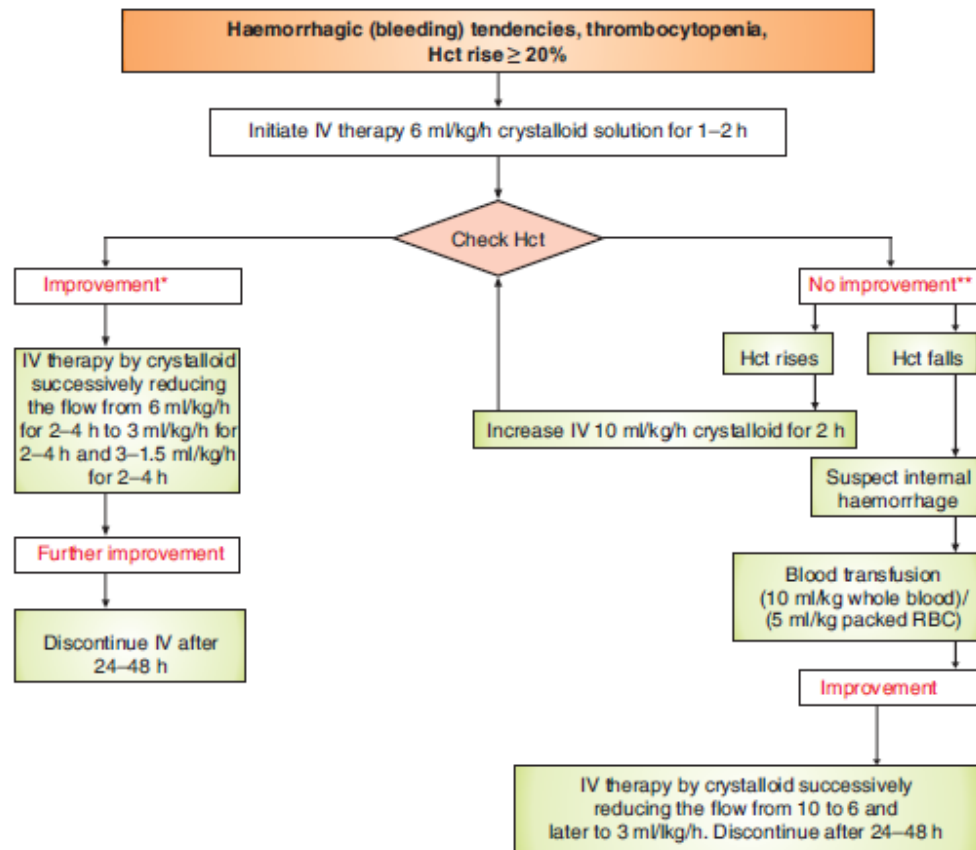 Haemorrhagic (bleeding) tendencies, thrombocytopenia,
Hct rise ≥ 20%
Initiate IV therapy 6 ml/kg/h crystalloid solution for 1–2 h
Check Hct
Improvement*
IV therapy by crystalloid
successively reducing
the flow from 6 ml/kg/h
for 2–4 h to 3 ml/kg/h for
2–4 h and 3–1.5 ml/kg/h
for 2–4 h
Further improvement
Discontinue IV after
24–48 h
No improvement**
Hct rises
Hct falls
Increase IV 10 ml/kg/h crystalloid for 2 h
Suspect internal
haemorrhage
Blood transfusion
(10 ml/kg whole blood)/
(5 ml/kg packed RBC)
Improvement
IV therapy by crystalloid successively
reducing the flow from 10 to 6 and
later to 3 ml/lkg/h. Discontinue after 24–48 h